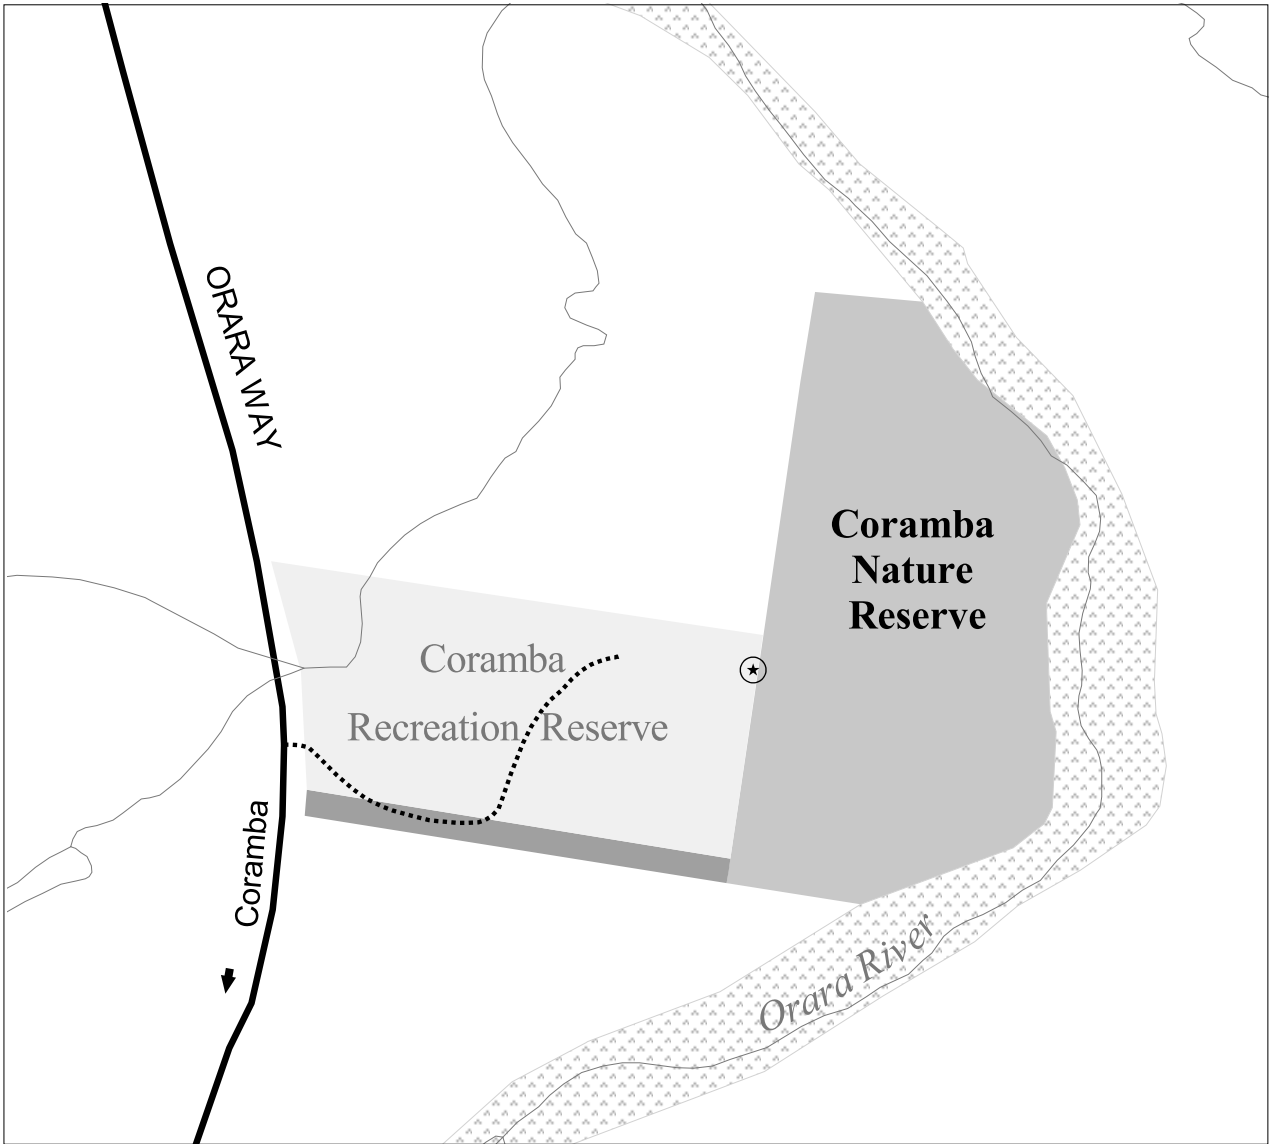 ORARA WAY
Coramba
Nature
Reserve
Coramba
Recreation Reserve
Coramba
Orara River